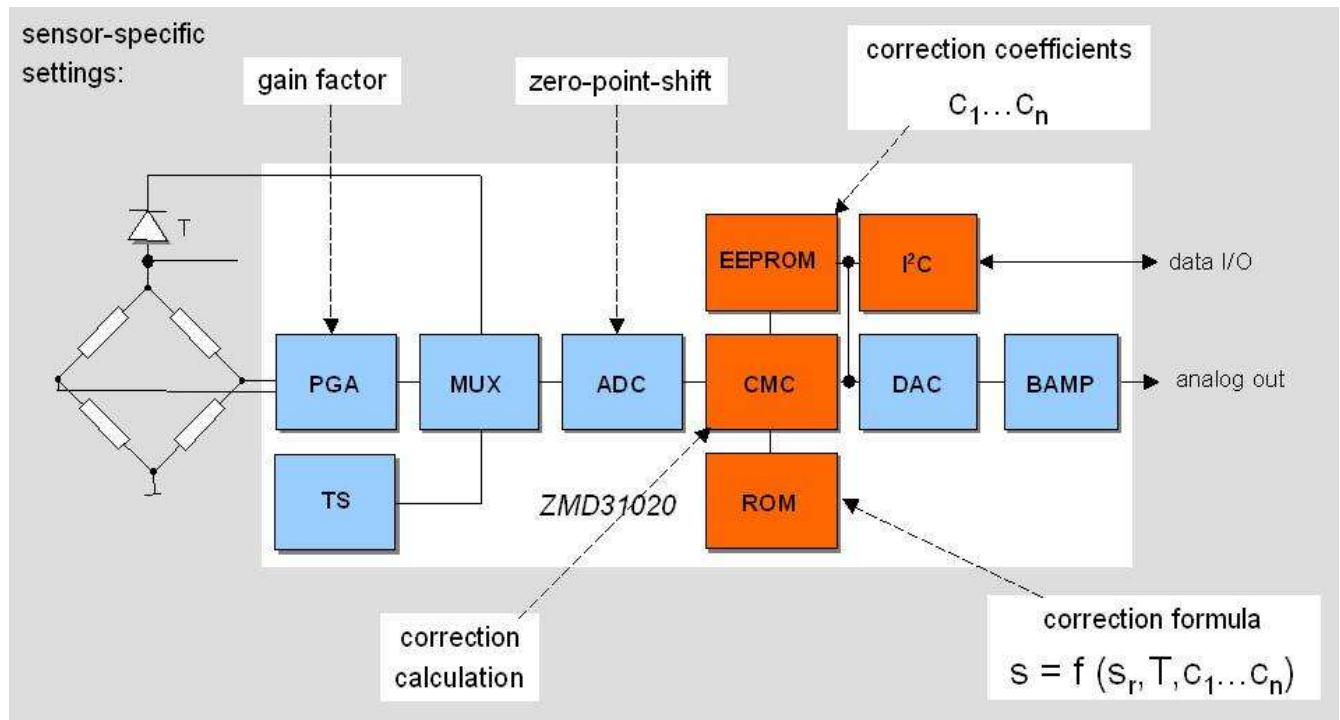 sensor-specific
settings:
gain factor
zero-point-shift
correction coefficients
c₁...cₙ
T
EEPROM
I²C
data I/O
PGA
MUX
ADC
CMC
DAC
BAMP
analog out
TS
ZMD31020
ROM
correction
calculation
correction formula
s = f (sᵣ,T,c₁...cₙ)